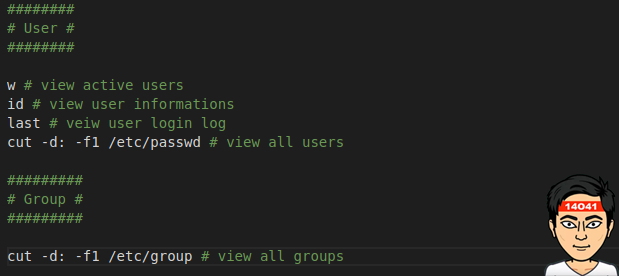 ########
# User #
########
w # view active users
id # view user informations
last # veiw user login log
cut -d: -f1 /etc/passwd # view all users
#########
# Group #
#########
cut -d: -f1 /etc/group # view all groups
14041